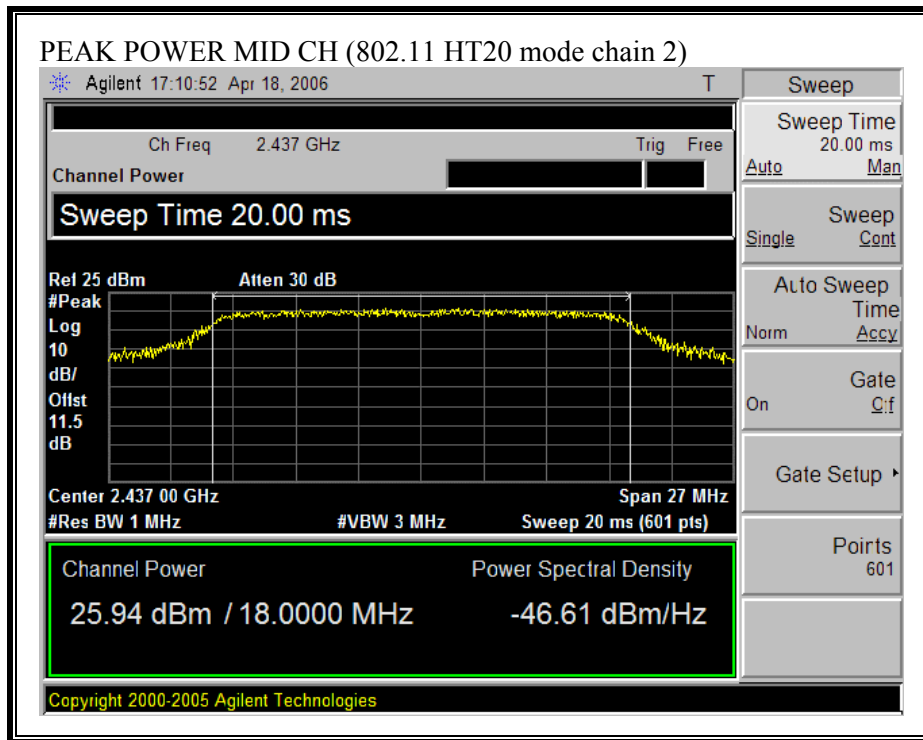 PEAK POWER MID CH (802.11 HT20 mode chain 2)
Agilent 17:10:52 Apr 18, 2006 T
Ch Freq 2.437 GHz Trig Free
Channel Power
Sweep Time 20.00 ms
Ref 25 dBm Atten 30 dB
#Peak
Log
10
dB/
Offst
11.5
dB
Center 2.437 00 GHz Span 27 MHz
#Res BW 1 MHz #VBW 3 MHz Sweep 20 ms (601 pts)
Channel Power Power Spectral Density
25.94 dBm / 18.0000 MHz -46.61 dBm/Hz
Copyright 2000-2005 Agilent Technologies
Sweep
Sweep Time
20.00 ms
Auto Man
Sweep
Single Cont
Auto Sweep
Time
Norm Accy
Gate
On Off
Gate Setup
Points
601